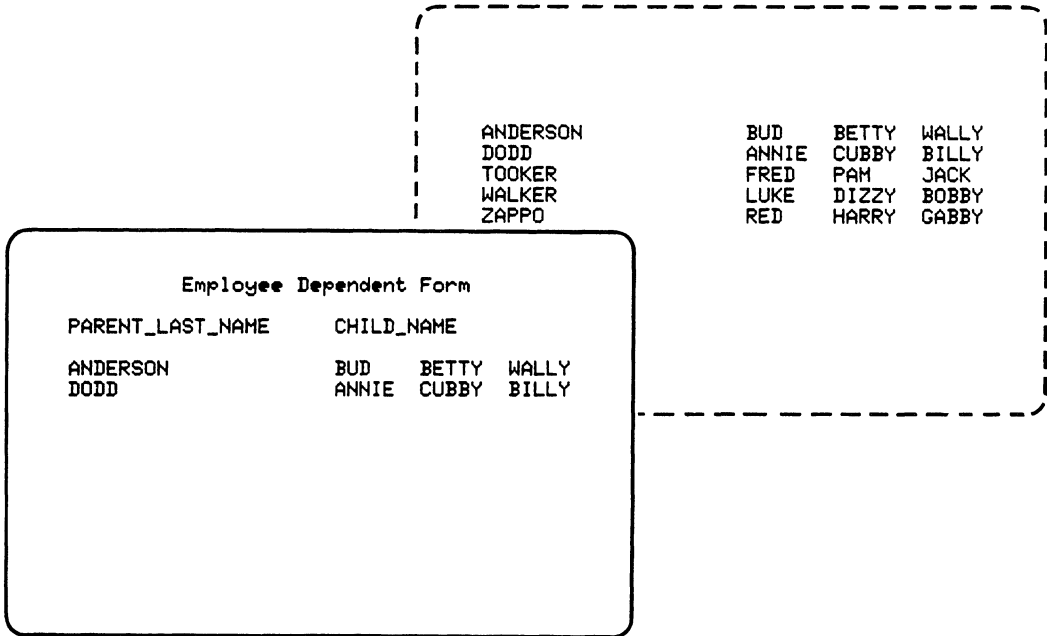 ANDERSON BUD BETTY WALLY
DODD ANNIE CUBBY BILLY
TOOKER FRED PAM JACK
WALKER LUKE DIZZY BOBBY
ZAPPO RED HARRY GABBY
Employee Dependent Form
PARENT_LAST_NAME CHILD_NAME
ANDERSON BUD BETTY WALLY
DODD ANNIE CUBBY BILLY